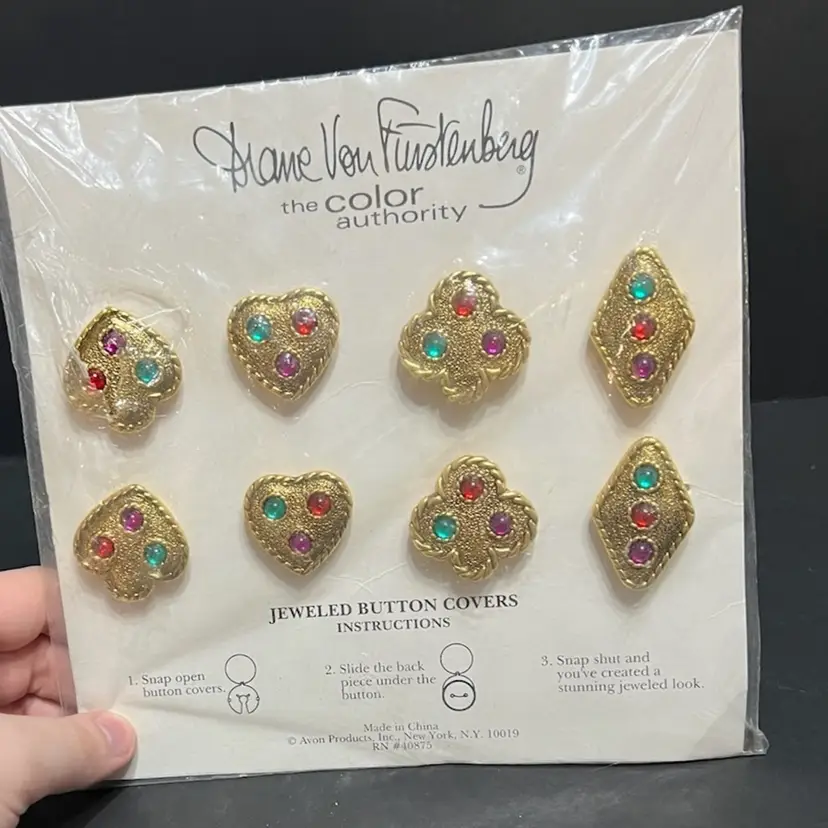 Diane Von Furstenberg®
the color
authority
JEWELED BUTTON COVERS
INSTRUCTIONS
1. Snap open
button covers.
2. Slide the back
piece under the
button.
3. Snap shut and
you've created a
stunning jeweled look.
Made in China
© Avon Products, Inc., New York, N.Y. 10019
RN #40875